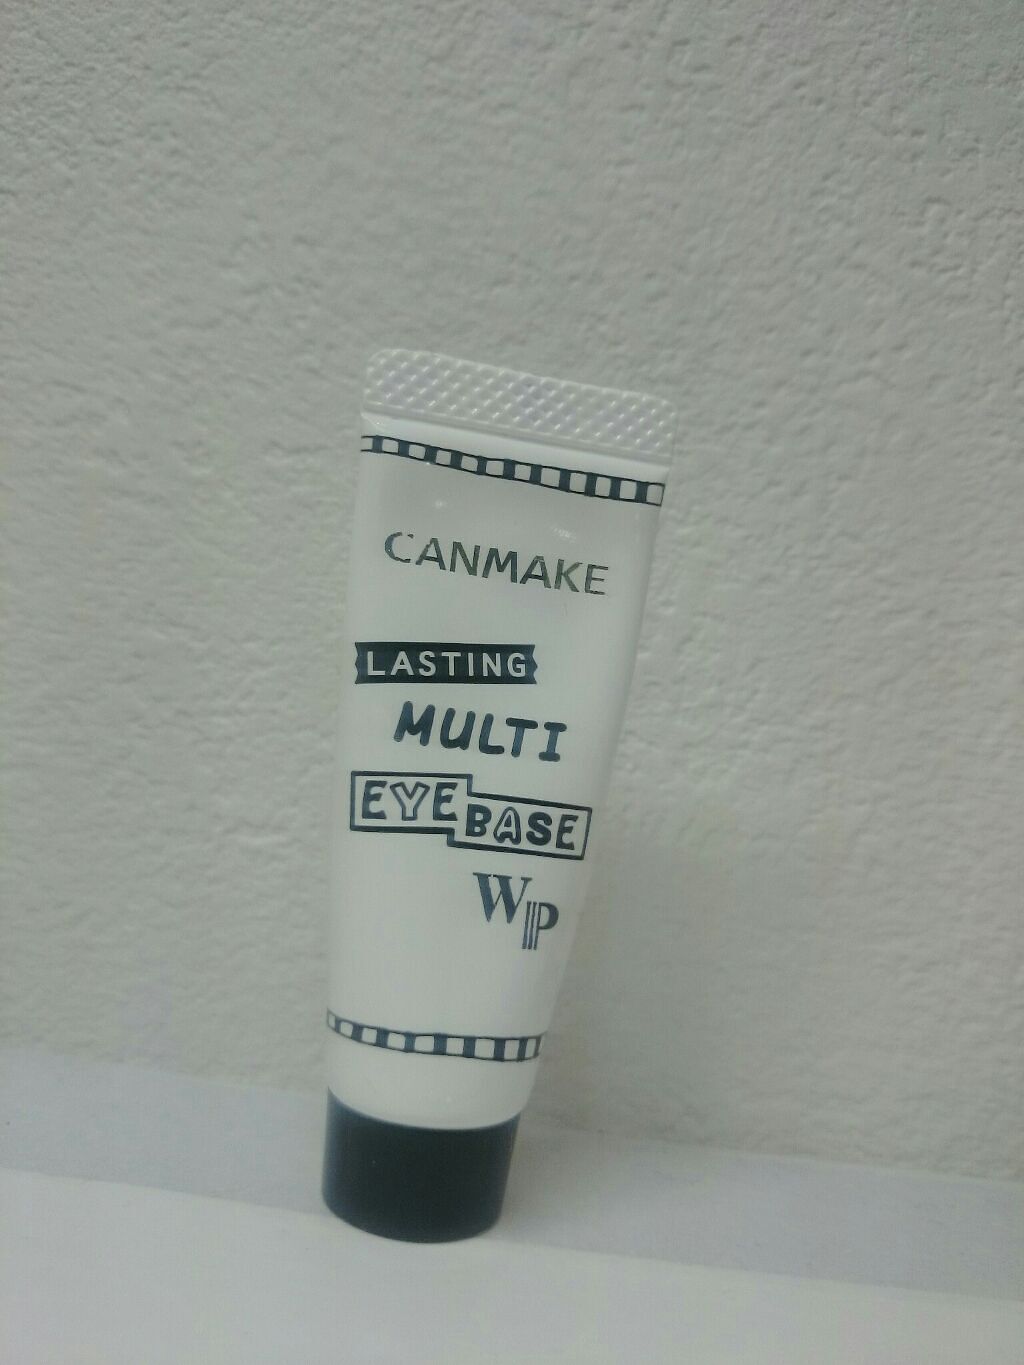 CANMAKE
LASTING
MULTI
EYE BASE
WP